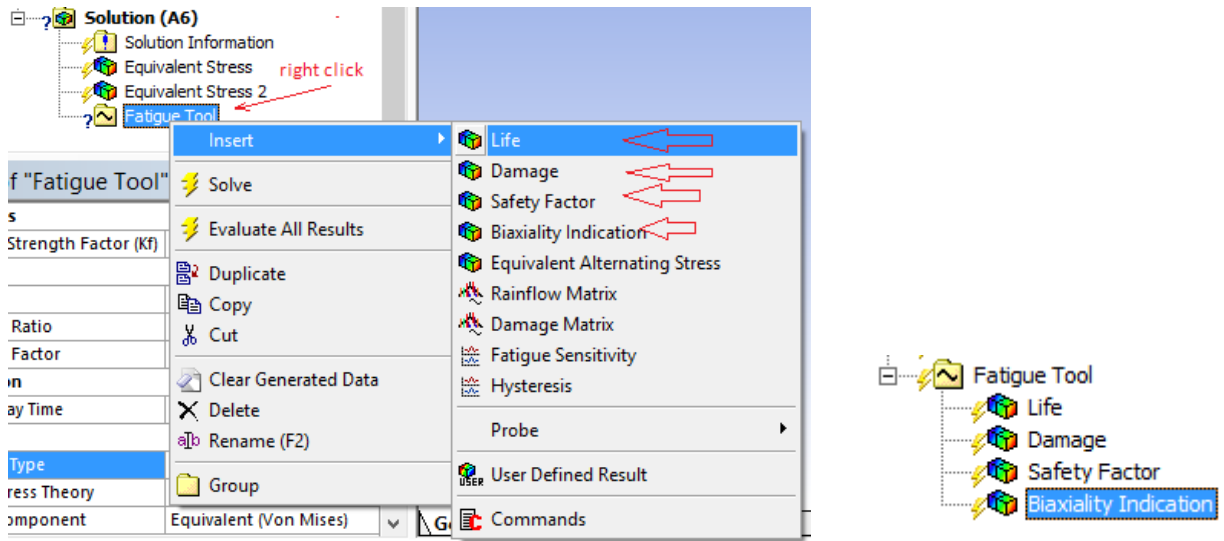 Solution (A6)
Solution Information
Equivalent Stress
right click
Equivalent Stress 2
Fatigue Tool
Insert
Solve
Evaluate All Results
Duplicate
Copy
Cut
Clear Generated Data
Delete
Rename (F2)
Group
Life
Damage
Safety Factor
Biaxiality Indication
Equivalent Alternating Stress
Rainflow Matrix
Damage Matrix
Fatigue Sensitivity
Hysteresis
Probe
User Defined Result
Commands
f "Fatigue Tool"
s
Strength Factor (Kf)
Ratio
Factor
on
ay Time
Type
ress Theory
omponent
Equivalent (Von Mises)
G
Fatigue Tool
Life
Damage
Safety Factor
Biaxiality Indication